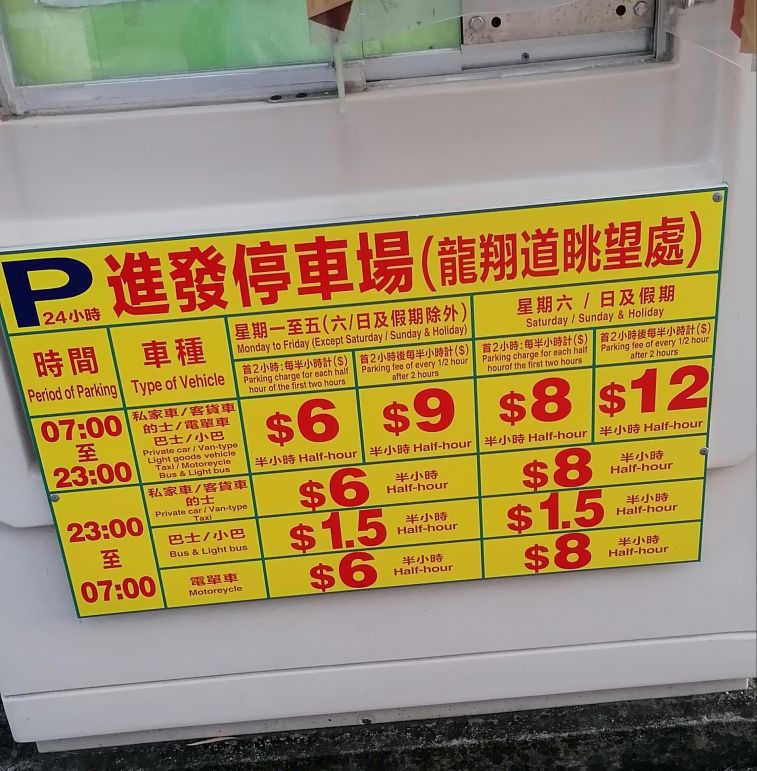 P 24小時 進發停車場(龍翔道眺望處)
時間
Period of Parking
車種
Type of Vehicle
星期一至五(六/日及假期除外)
Monday to Friday (Except Saturday / Sunday & Holiday)
星期六 / 日及假期
Saturday / Sunday & Holiday
首2小時:每半小時計($)
Parking charge for each half
hour of the first two hours
首2小時後每半小時計($)
Parking fee of every 1/2 hour
after 2 hours
首2小時:每半小時計($)
Parking charge for each half
hourof the first two hours
首2小時後每半小時計($)
Parking fee of every 1/2 hour
after 2 hours
07:00
至
23:00
私家車/客貨車
的士/電單車
巴士/小巴
Private car / Van-type
Light goods vehicle
Taxi / Motoreycle
Bus & Light bus
$6
半小時 Half-hour
$9
半小時 Half-hour
$8
半小時 Half-hour
$12
半小時 Half-hour
23:00
至
07:00
私家車/客貨車
的士
Private car / Van-type
Taxi
$6 半小時
Half-hour
$8 半小時
Half-hour
巴士/小巴
Bus & Light bus
$1.5 半小時
Half-hour
$1.5 半小時
Half-hour
電單車
Motoreycle
$6 半小時
Half-hour
$8 半小時
Half-hour